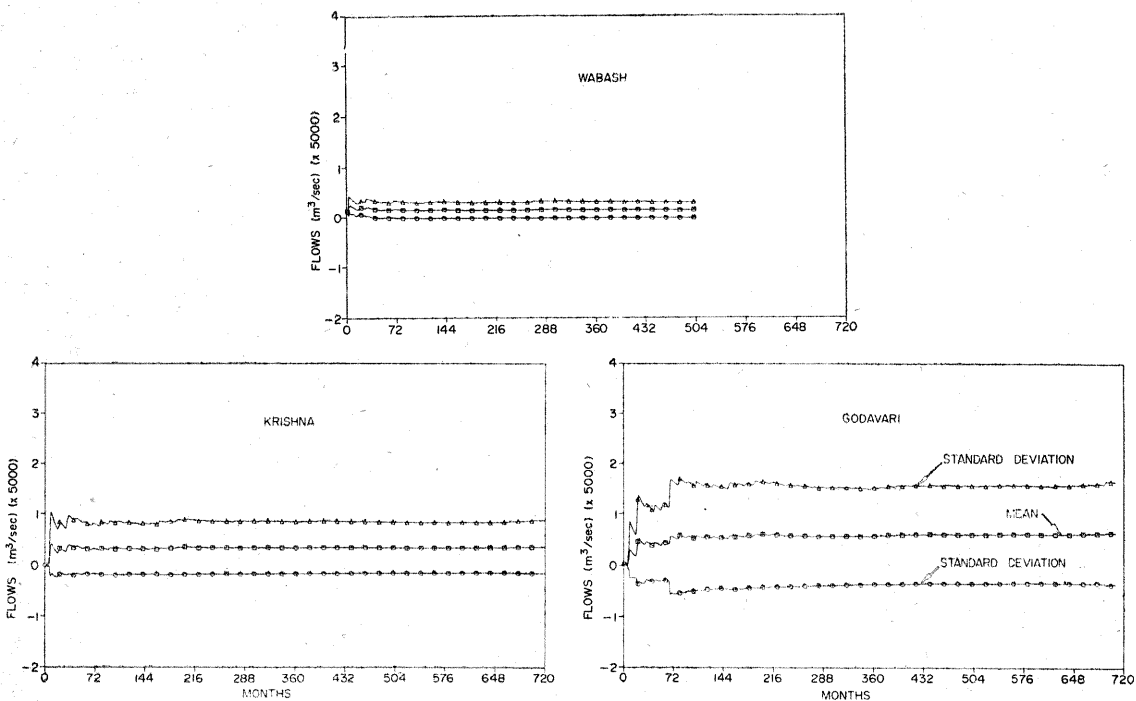 WABASH
FLOWS (m³/sec) (x 5000)
4
3
2
1
0
-1
-2
0 72 144 216 288 360 432 504 576 648 720
KRISHNA
FLOWS (m³/sec) (x 5000)
4
3
2
1
0
-1
-2
0 72 144 216 288 360 432 504 576 648 720
MONTHS
GODAVARI
STANDARD DEVIATION
MEAN
STANDARD DEVIATION
FLOWS (m³/sec) (x 5000)
4
3
2
1
0
-1
-2
0 72 144 216 288 360 432 504 576 648 720
MONTHS